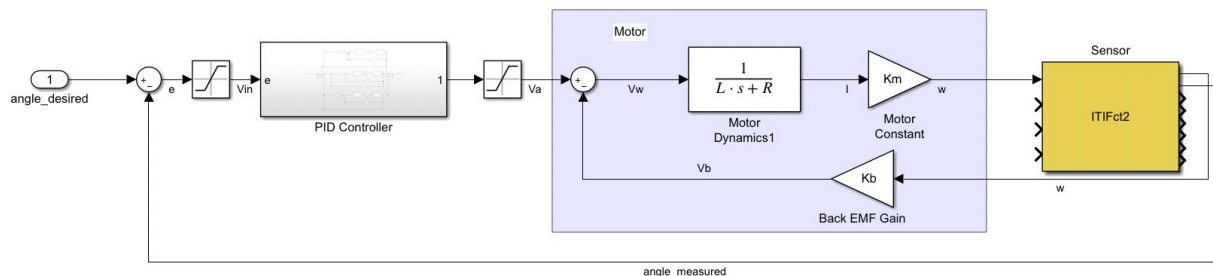 Motor
Sensor
1
angle_desired
+
−
e
Vin
e
1
PID Controller
Va
+
−
Vw
1
L · s + R
Motor
Dynamics1
I
Km
Motor
Constant
w
ITIFct2
Vb
Kb
Back EMF Gain
w
angle_measured